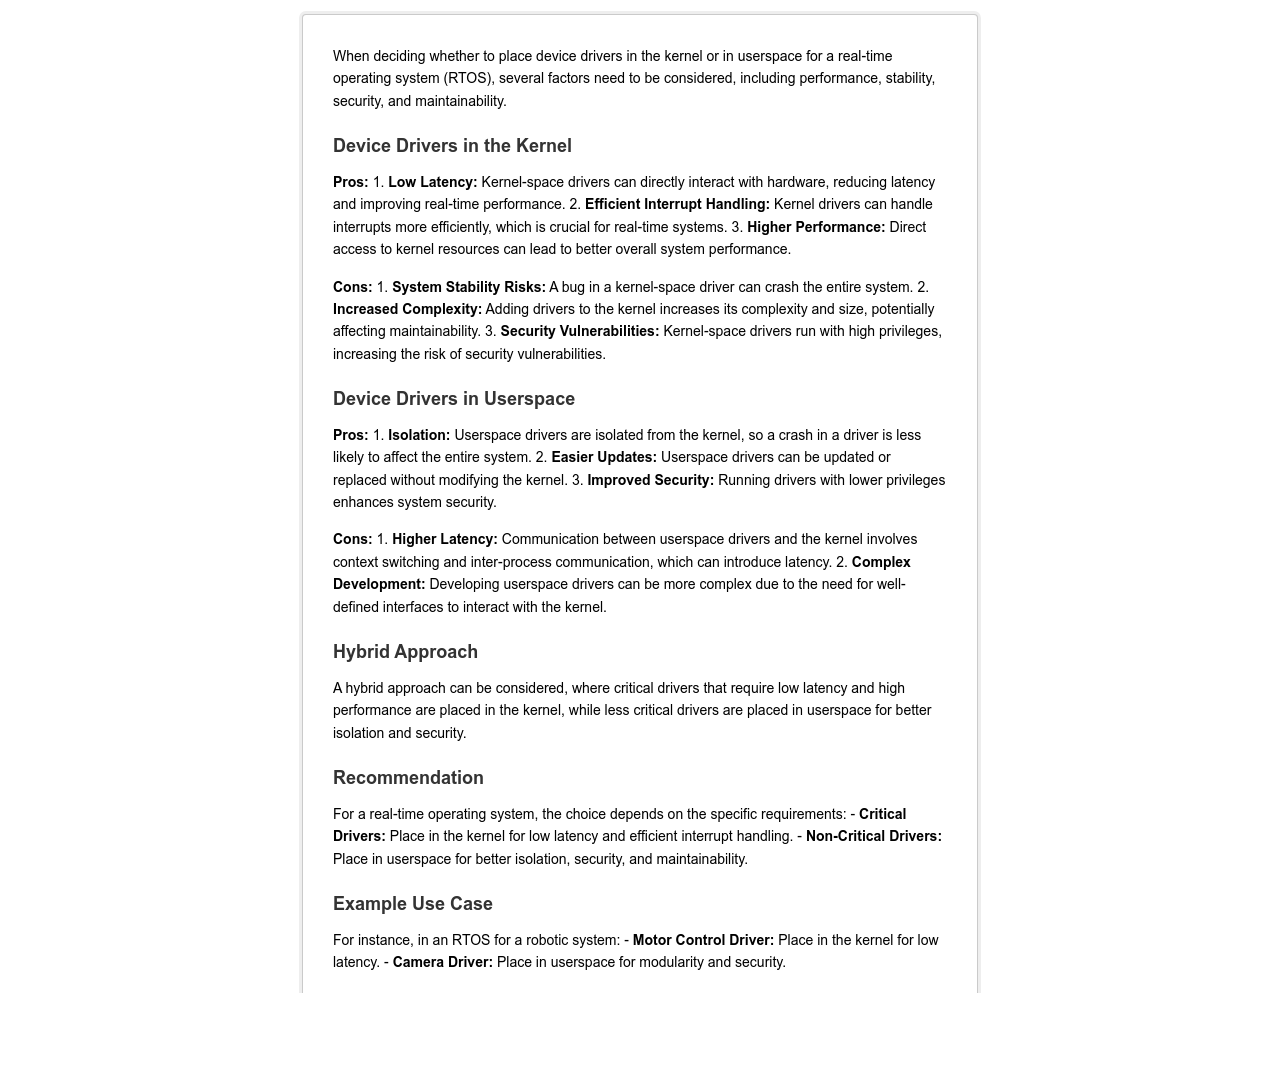 When deciding whether to place device drivers in the kernel or in userspace for a real-time
operating system (RTOS), several factors need to be considered, including performance, stability,
security, and maintainability.
Device Drivers in the Kernel
Pros: 1. Low Latency: Kernel-space drivers can directly interact with hardware, reducing latency
and improving real-time performance. 2. Efficient Interrupt Handling: Kernel drivers can handle
interrupts more efficiently, which is crucial for real-time systems. 3. Higher Performance: Direct
access to kernel resources can lead to better overall system performance.
Cons: 1. System Stability Risks: A bug in a kernel-space driver can crash the entire system. 2.
Increased Complexity: Adding drivers to the kernel increases its complexity and size, potentially
affecting maintainability. 3. Security Vulnerabilities: Kernel-space drivers run with high privileges,
increasing the risk of security vulnerabilities.
Device Drivers in Userspace
Pros: 1. Isolation: Userspace drivers are isolated from the kernel, so a crash in a driver is less
likely to affect the entire system. 2. Easier Updates: Userspace drivers can be updated or
replaced without modifying the kernel. 3. Improved Security: Running drivers with lower privileges
enhances system security.
Cons: 1. Higher Latency: Communication between userspace drivers and the kernel involves
context switching and inter-process communication, which can introduce latency. 2. Complex
Development: Developing userspace drivers can be more complex due to the need for well-
defined interfaces to interact with the kernel.
Hybrid Approach
A hybrid approach can be considered, where critical drivers that require low latency and high
performance are placed in the kernel, while less critical drivers are placed in userspace for better
isolation and security.
Recommendation
For a real-time operating system, the choice depends on the specific requirements: - Critical
Drivers: Place in the kernel for low latency and efficient interrupt handling. - Non-Critical Drivers:
Place in userspace for better isolation, security, and maintainability.
Example Use Case
For instance, in an RTOS for a robotic system: - Motor Control Driver: Place in the kernel for low
latency. - Camera Driver: Place in userspace for modularity and security.